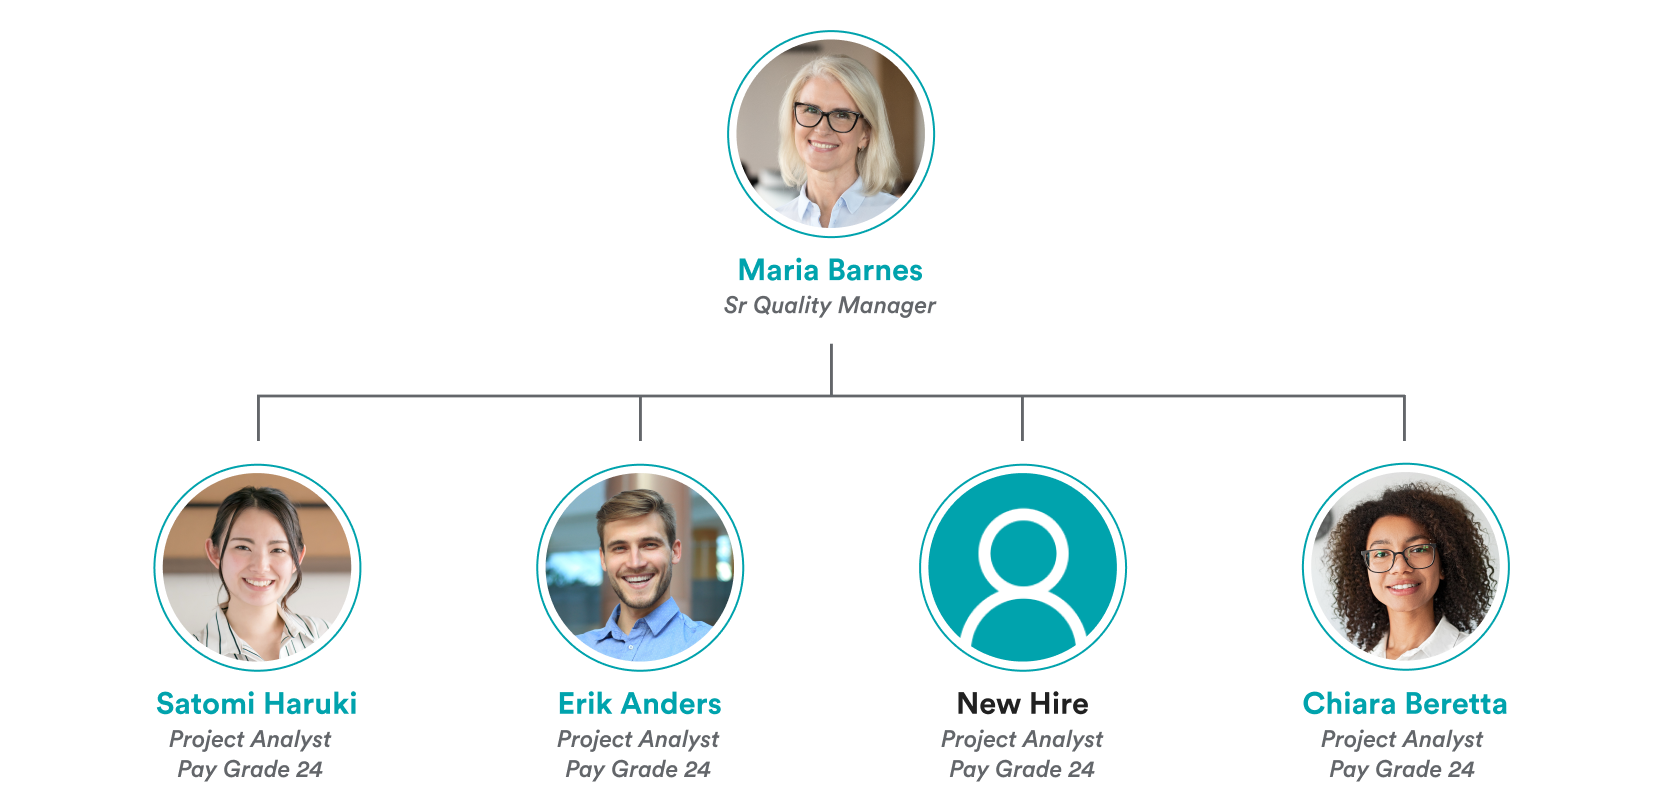 Maria Barnes
Sr Quality Manager
Satomi Haruki
Project Analyst
Pay Grade 24
Erik Anders
Project Analyst
Pay Grade 24
New Hire
Project Analyst
Pay Grade 24
Chiara Beretta
Project Analyst
Pay Grade 24